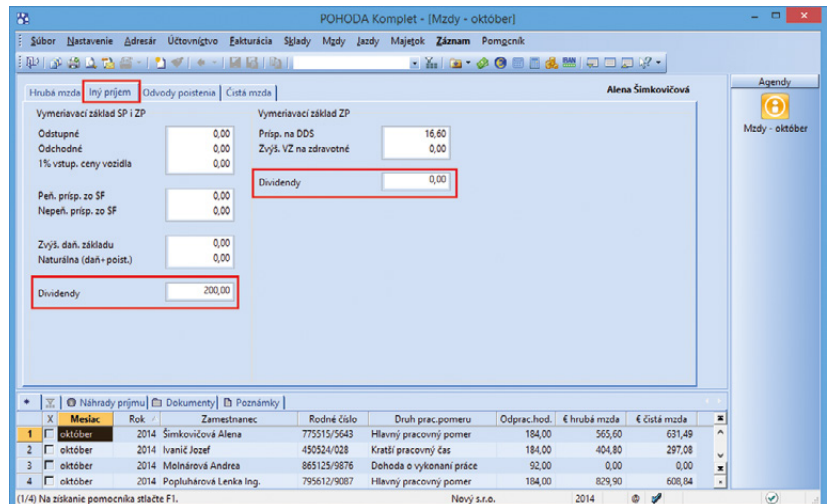 POHODA Komplet - [Mzdy - október]
Súbor Nastavenie Adresár Účtovníctvo Fakturácia Sklady Mzdy Jazdy Majetok Záznam Pomocník
Hrubá mzda Iný príjem Odvody poistenia Čistá mzda Alena Šimkovičová
Vymeriavací základ SP i ZP Vymeriavací základ ZP
Odstupné 0,00 Prísp. na DDS 16,60
Odchodné 0,00 Zvýš. VZ na zdravotné 0,00
1% vstup. ceny vozidla 0,00
Dividendy 0,00
Peň. prísp. zo SF 0,00
Nepeň. prísp. zo SF 0,00
Zvýš. daň. základu 0,00
Naturálna (daň+poist.) 0,00
Dividendy 200,00
Agendy
Mzdy - október
Náhrady príjmu Dokumenty Poznámky
X Mesiac Rok Zamestnanec Rodné číslo Druh prac.pomeru Odprac.hod. € hrubá mzda € čistá mzda
1 október 2014 Šimkovičová Alena 775515/5643 Hlavný pracovný pomer 184,00 565,60 631,49
2 október 2014 Ivanič Jozef 450524/028 Kratší pracovný čas 184,00 404,80 297,08
3 október 2014 Molnárová Andrea 865125/9876 Dohoda o vykonaní práce 92,00 0,00 0,00
4 október 2014 Popluhárová Lenka Ing. 795612/9087 Hlavný pracovný pomer 184,00 829,90 608,84
(1/4) Na získanie pomocníka stlačte F1. Nový s.r.o. 2014 @